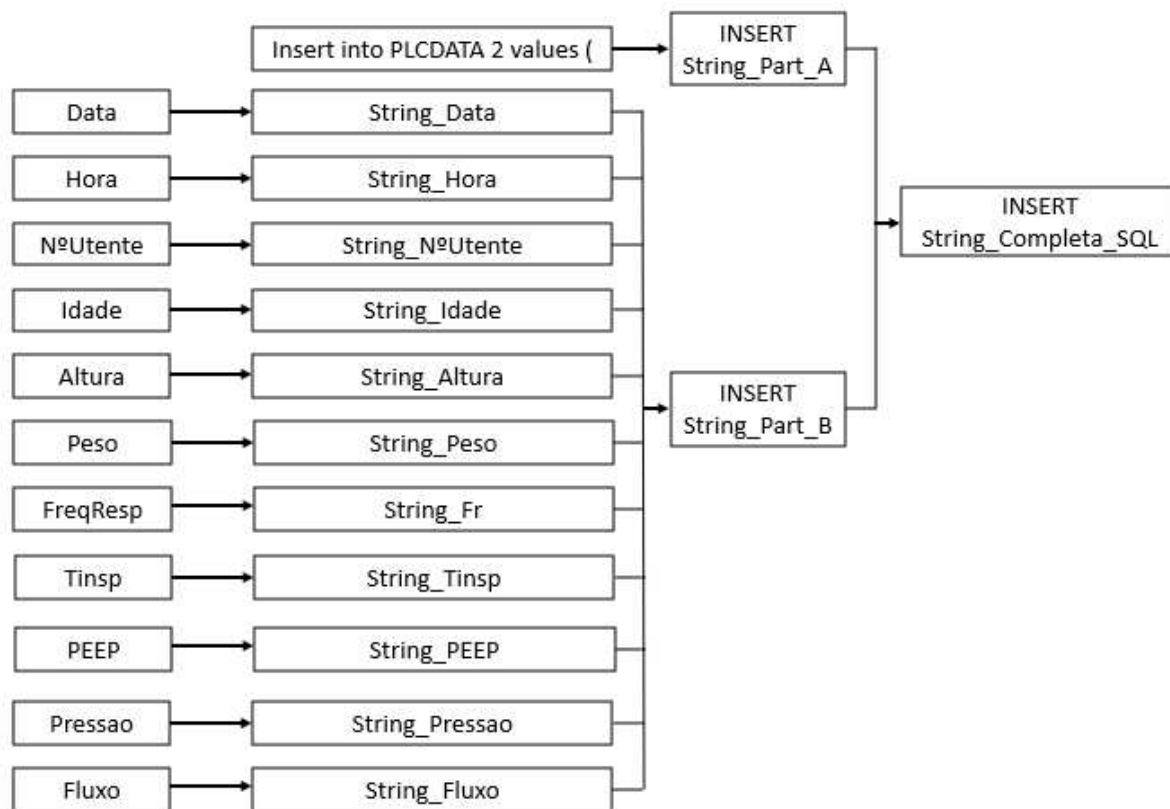 Insert into PLCDATA 2 values (
INSERT
String_Part_A
Data
String_Data
Hora
String_Hora
NºUtente
String_NºUtente
INSERT
String_Completa_SQL
Idade
String_Idade
Altura
String_Altura
INSERT
String_Part_B
Peso
String_Peso
FreqResp
String_Fr
Tinsp
String_Tinsp
PEEP
String_PEEP
Pressao
String_Pressao
Fluxo
String_Fluxo